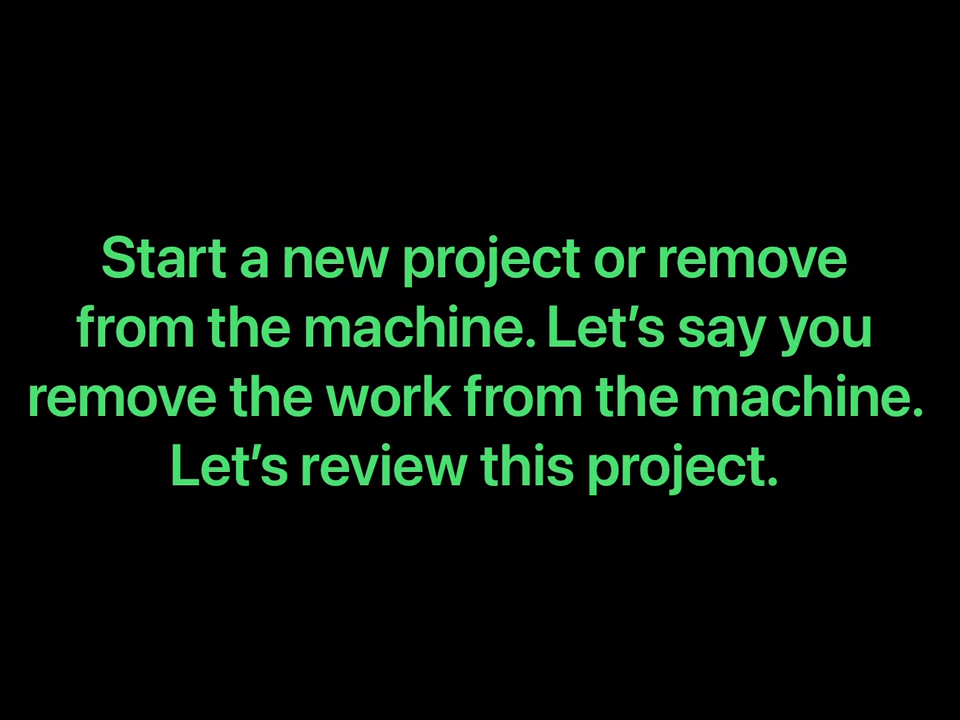 Start a new project or remove
from the machine. Let’s say you
remove the work from the machine.
Let’s review this project.